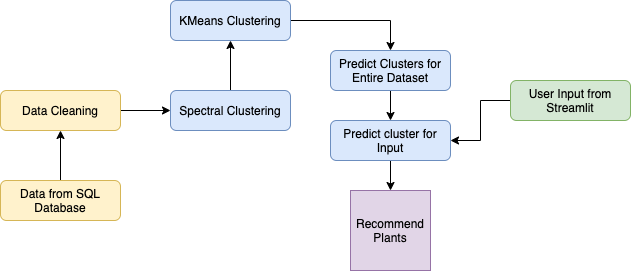 KMeans Clustering
Predict Clusters for
Entire Dataset
User Input from
Streamlit
Data Cleaning
Spectral Clustering
Predict cluster for
Input
Data from SQL
Database
Recommend
Plants